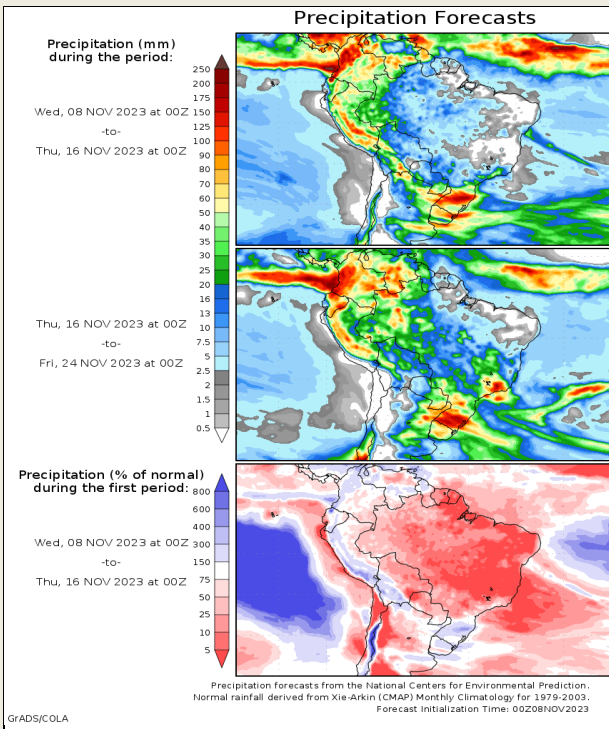 Precipitation Forecasts
Precipitation (mm)
during the period:
Wed, 08 NOV 2023 at 00Z
-to-
Thu, 16 NOV 2023 at 00Z
250
200
175
150
125
100
90
80
70
60
50
40
35
30
25
20
16
13
10
7.5
5
2.5
2
1.5
1
0.5
Thu, 16 NOV 2023 at 00Z
-to-
Fri, 24 NOV 2023 at 00Z
Precipitation (% of normal)
during the first period:
Wed, 08 NOV 2023 at 00Z
-to-
Thu, 16 NOV 2023 at 00Z
800
600
400
300
150
75
50
25
10
5
Precipitation forecasts from the National Centers for Environmental Prediction.
Normal rainfall derived from Xie-Arkin (CMAP) Monthly Climatology for 1979-2003.
Forecast Initialization Time: 00Z08NOV2023
GrADS/COLA